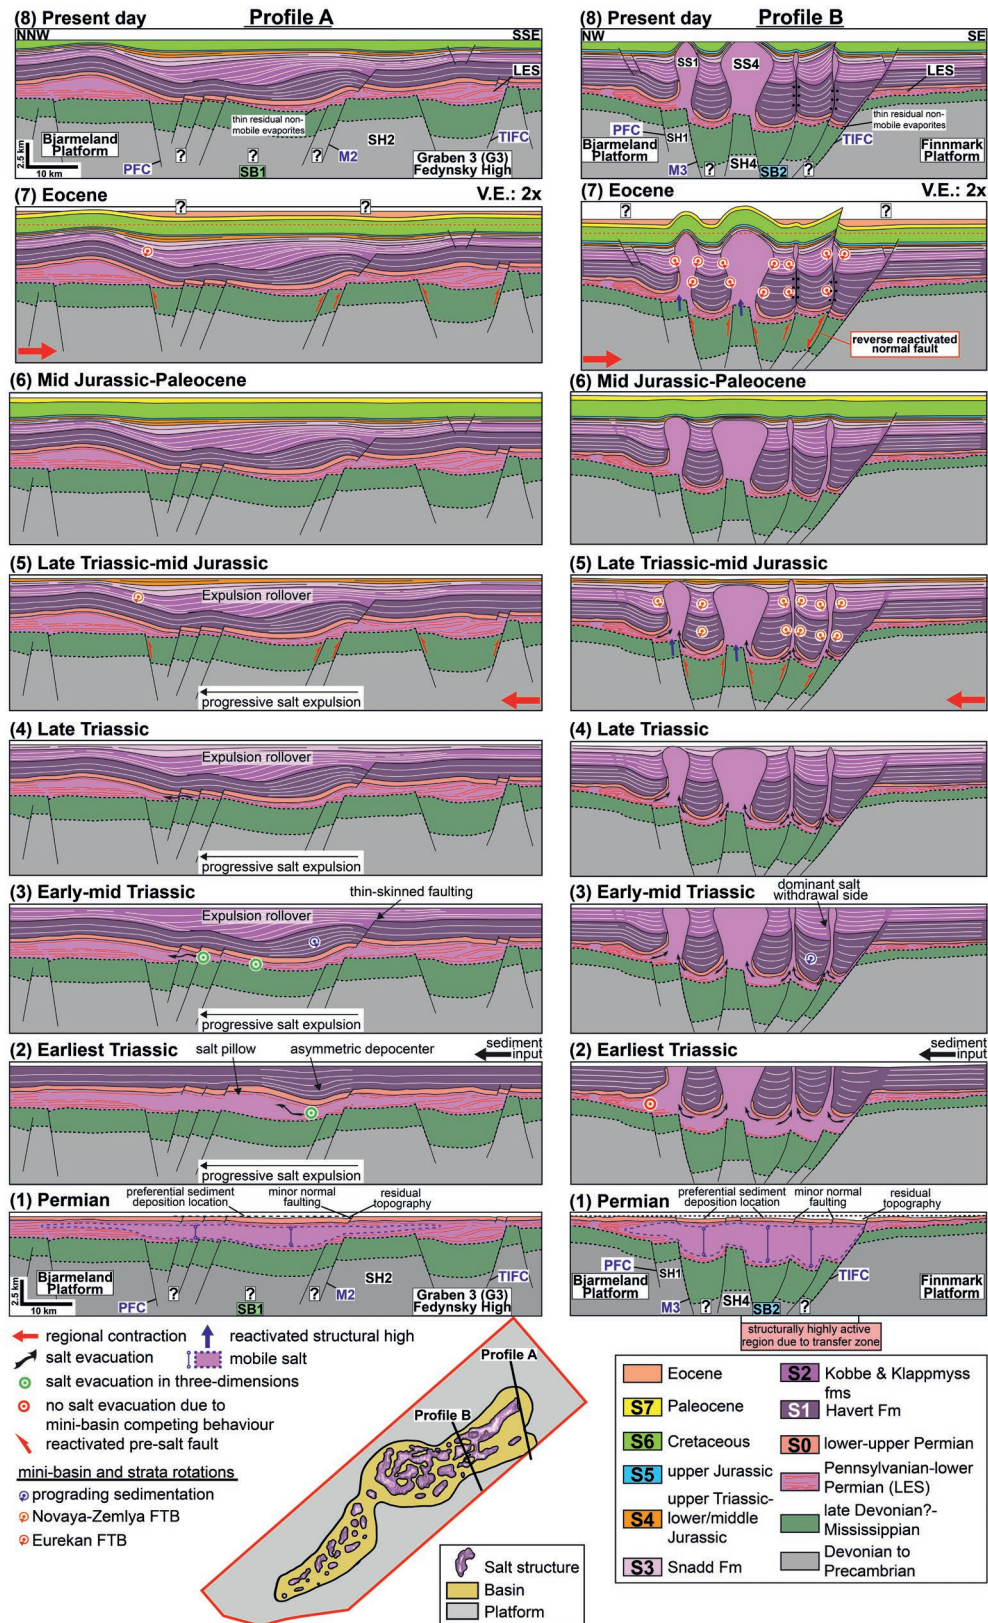 (8) Present day
Profile A
NNW
SSE
LES
thin residual non-
mobile evaporites
Bjarmeland
Platform
2.5 km
10 km
PFC
?
SB1
?
M2
SH2
TIFC
Graben 3 (G3)
Fedynsky High
(7) Eocene
V.E.: 2x
?
?
(6) Mid Jurassic-Paleocene
(5) Late Triassic-mid Jurassic
Expulsion rollover
progressive salt expulsion
(4) Late Triassic
Expulsion rollover
progressive salt expulsion
(3) Early-mid Triassic
thin-skinned faulting
Expulsion rollover
progressive salt expulsion
(2) Earliest Triassic
sediment
input
salt pillow
asymmetric depocenter
progressive salt expulsion
(1) Permian
preferential sediment
deposition location
minor normal
faulting
residual
topography
Bjarmeland
Platform
2.5 km
10 km
PFC
?
SB1
?
M2
SH2
TIFC
Graben 3 (G3)
Fedynsky High
(8) Present day
Profile B
NW
SE
SS1
SS4
LES
thin residual non-
mobile evaporites
PFC
SH1
Bjarmeland
Platform
M3
?
SH4
SB2
?
TIFC
Finnmark
Platform
(7) Eocene
?
?
reverse reactivated
normal fault
(6) Mid Jurassic-Paleocene
(5) Late Triassic-mid Jurassic
(4) Late Triassic
(3) Early-mid Triassic
dominant salt
withdrawal side
(2) Earliest Triassic
sediment
input
(1) Permian
preferential sediment
deposition location
minor normal
faulting
residual
topography
PFC
SH1
Bjarmeland
Platform
M3
?
SH4
SB2
?
TIFC
Finnmark
Platform
structurally highly active
region due to transfer zone
regional contraction
reactivated structural high
salt evacuation
mobile salt
salt evacuation in three-dimensions
no salt evacuation due to
mini-basin competing behaviour
reactivated pre-salt fault
mini-basin and strata rotations
prograding sedimentation
Novaya-Zemlya FTB
Eurekan FTB
Profile A
Profile B
Salt structure
Basin
Platform
Eocene
S7 Paleocene
S6 Cretaceous
S5 upper Jurassic
upper Triassic-
S4 lower/middle
Jurassic
S3 Snadd Fm
S2 Kobbe & Klappmyss
fms
S1 Havert Fm
S0 lower-upper Permian
Pennsylvanian-lower
Permian (LES)
late Devonian?-
Mississippian
Devonian to
Precambrian